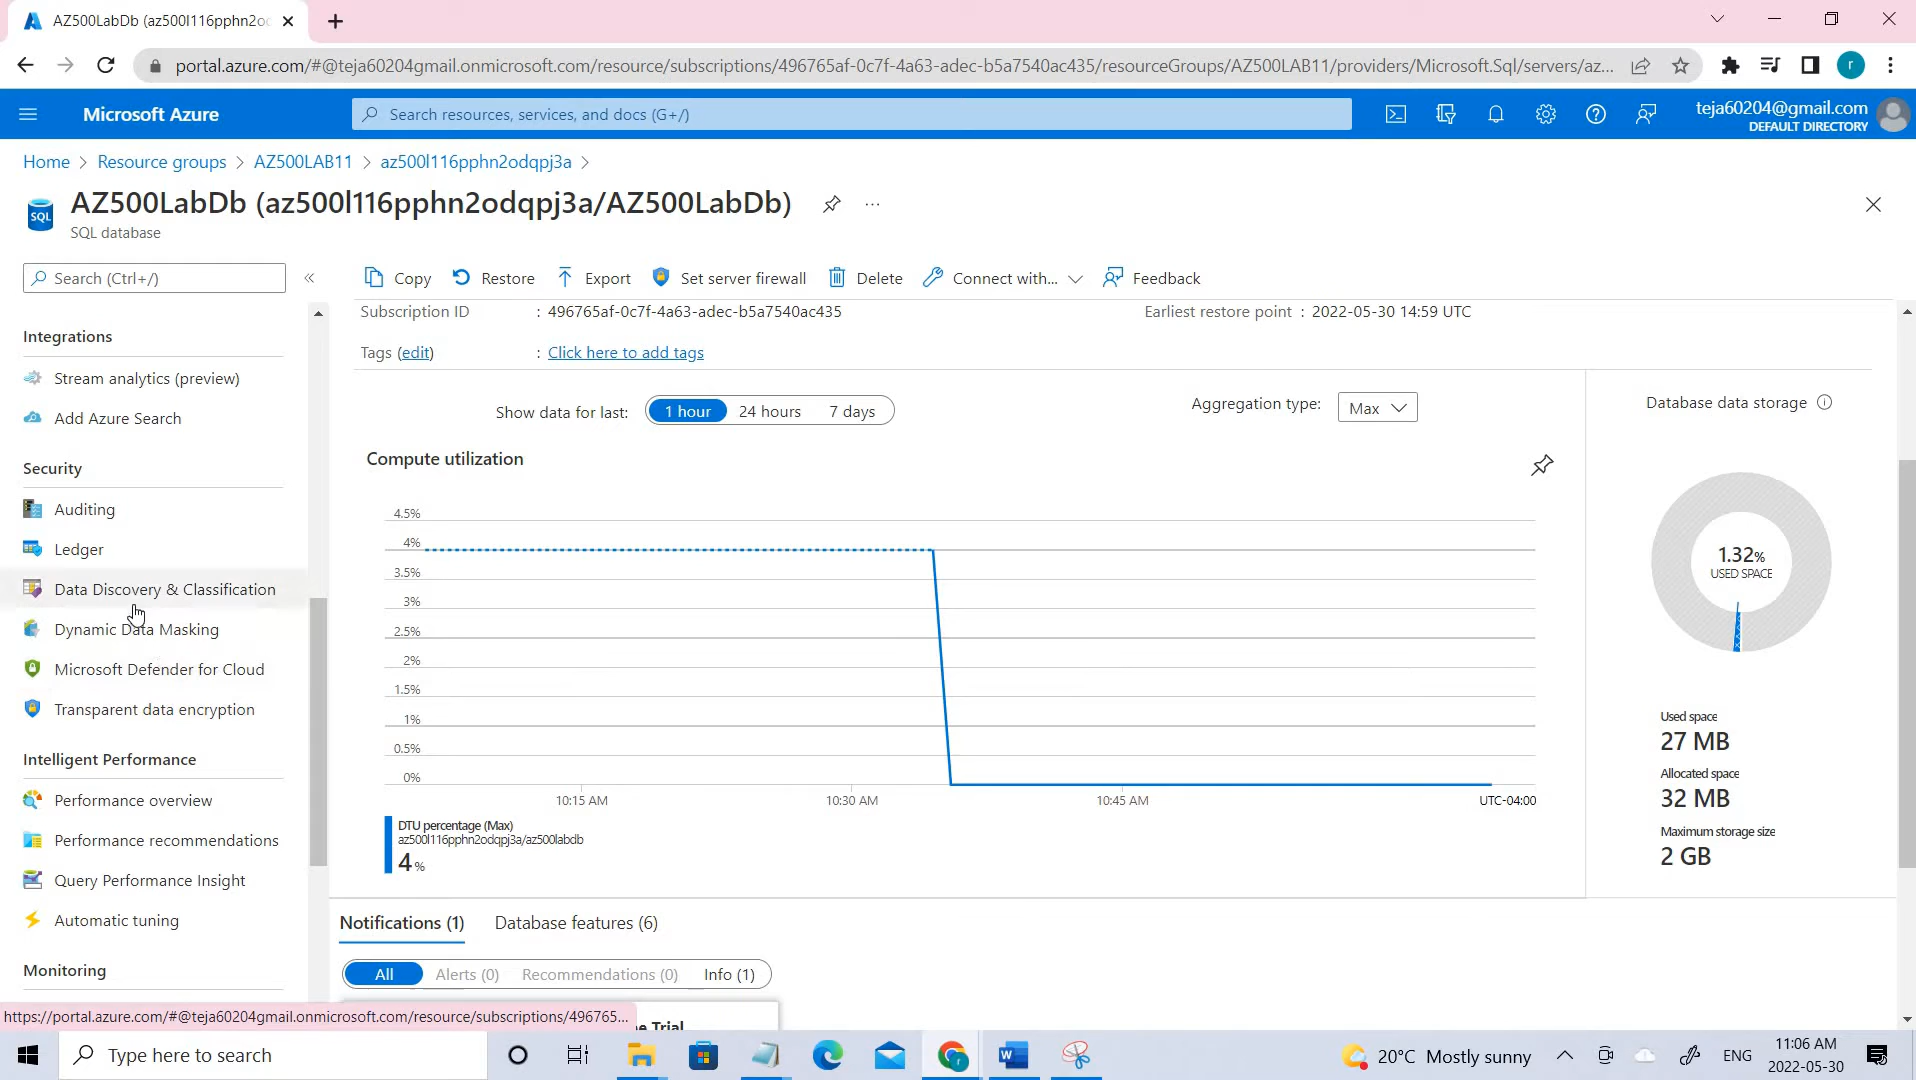 AZ500LabDb (az500l116pphn2odqp
portal.azure.com/#@teja60204gmail.onmicrosoft.com/resource/subscriptions/496765af-0c7f-4a63-adec-b5a7540ac435/resourceGroups/AZ500LAB11/providers/Microsoft.Sql/servers/az...
r
Microsoft Azure
Search resources, services, and docs (G+/)
teja60204@gmail.com
DEFAULT DIRECTORY
Home > Resource groups > AZ500LAB11 > az500l116pphn2odqpj3a >
AZ500LabDb (az500l116pphn2odqpj3a/AZ500LabDb)
SQL
SQL database
Search (Ctrl+/)
«
Copy
Restore
Export
Set server firewall
Delete
Connect with...
Feedback
Subscription ID : 496765af-0c7f-4a63-adec-b5a7540ac435
Earliest restore point : 2022-05-30 14:59 UTC
Tags (edit) : Click here to add tags
Integrations
Stream analytics (preview)
Add Azure Search
Security
Auditing
Ledger
Data Discovery & Classification
Dynamic Data Masking
Microsoft Defender for Cloud
Transparent data encryption
Intelligent Performance
Performance overview
Performance recommendations
Query Performance Insight
Automatic tuning
Monitoring
Show data for last: 1 hour 24 hours 7 days
Aggregation type: Max
Compute utilization
4.5%
4%
3.5%
3%
2.5%
2%
1.5%
1%
0.5%
0%
10:15 AM
10:30 AM
10:45 AM
UTC-04:00
DTU percentage (Max)
az500l116pphn2odqpj3a/az500labdb
4 %
Database data storage
1.32%
USED SPACE
Used space
27 MB
Allocated space
32 MB
Maximum storage size
2 GB
Notifications (1)
Database features (6)
All
Alerts (0)
Recommendations (0)
Info (1)
Trial
https://portal.azure.com/#@teja60204gmail.onmicrosoft.com/resource/subscriptions/496765...
Type here to search
20°C Mostly sunny
ENG
11:06 AM
2022-05-30